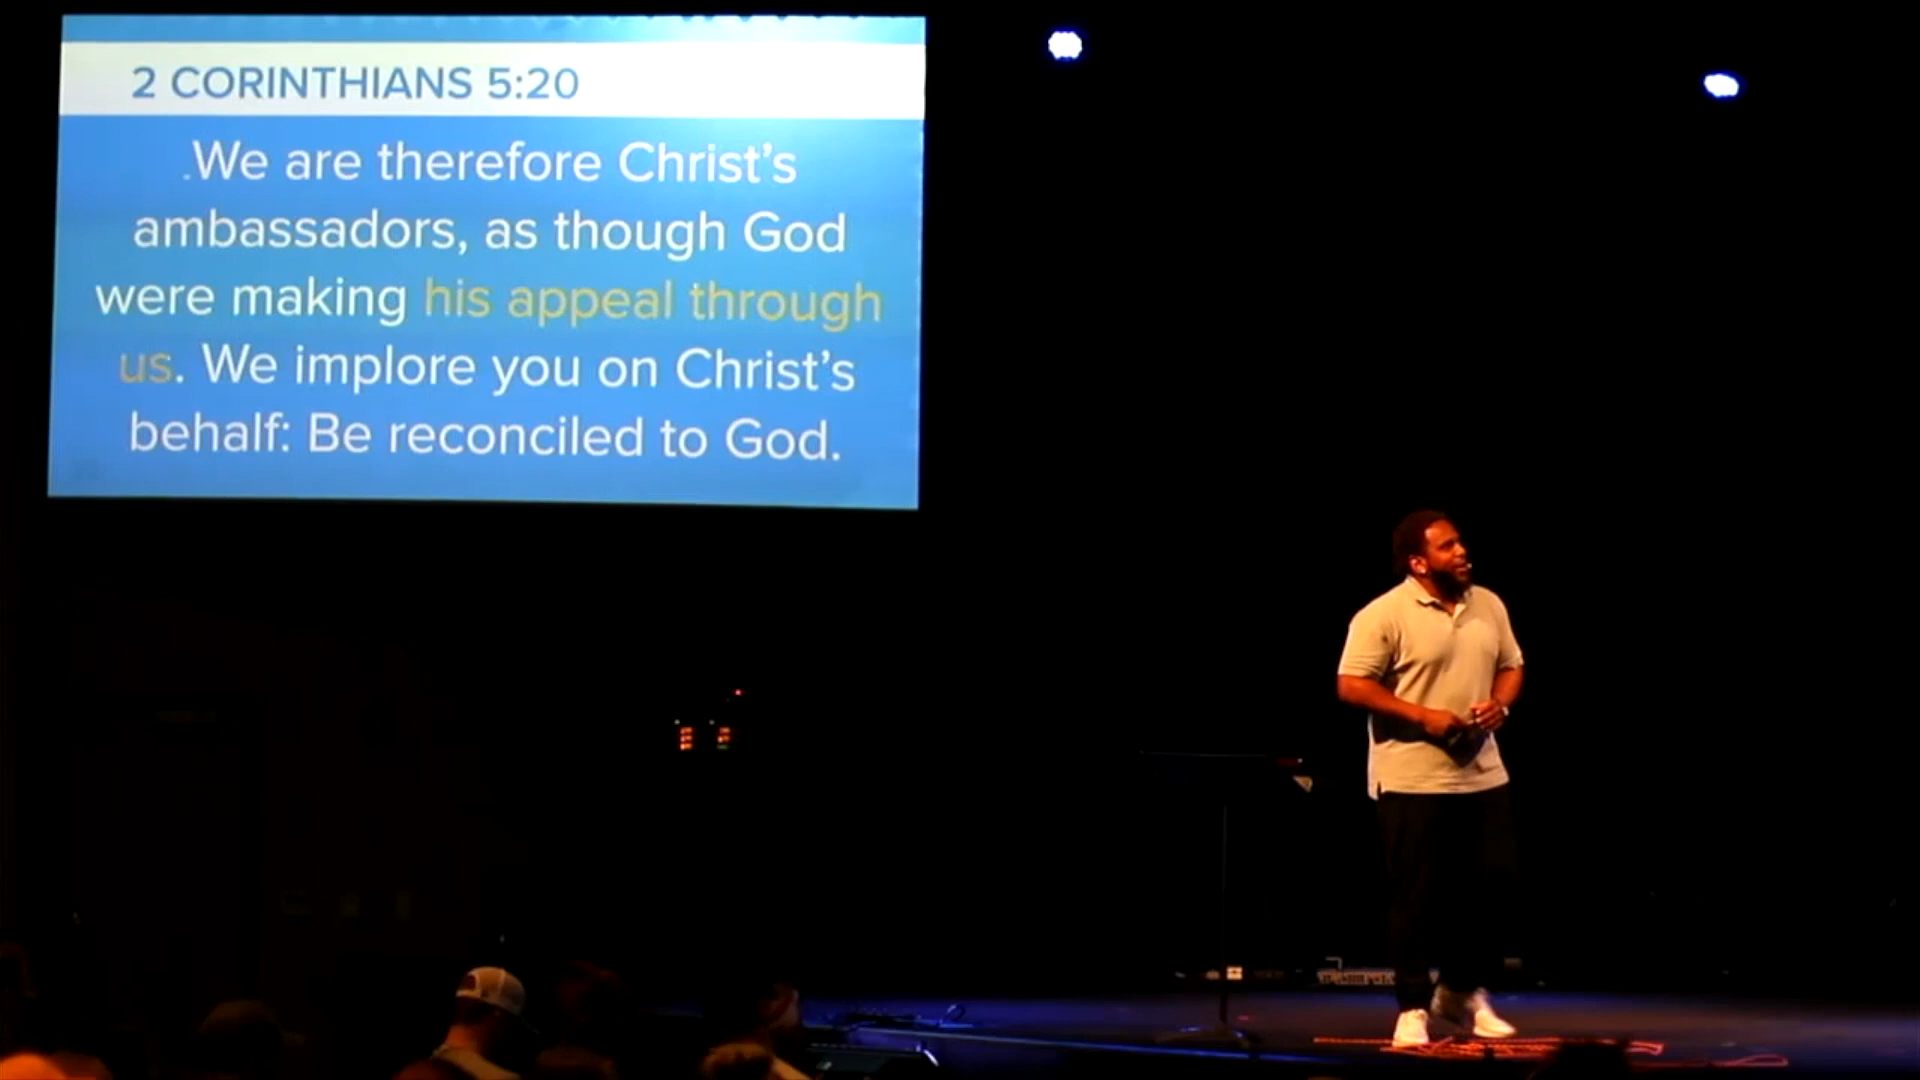 2 CORINTHIANS 5:20
.We are therefore Christ's
ambassadors, as though God
were making his appeal through
us. We implore you on Christ's
behalf: Be reconciled to God.